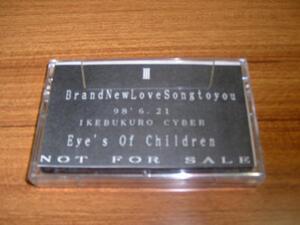 III
BrandNewLoveSongtoyou
98'6.21
IKEBUKURO CYBER
Eye's Of Children
NOT FOR SALE